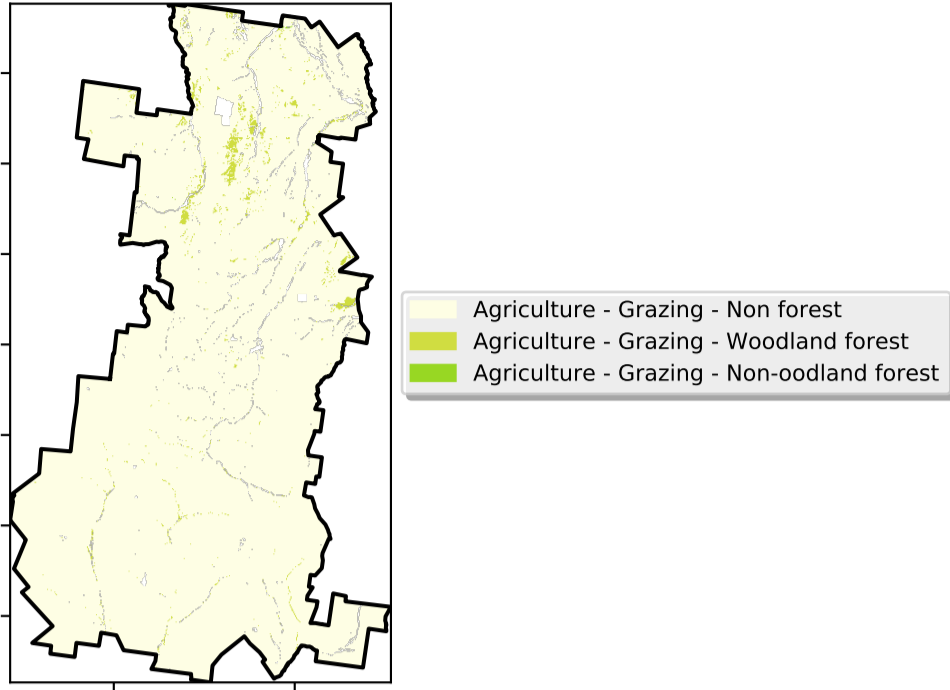 Agriculture - Grazing - Non forest
Agriculture - Grazing - Woodland forest
Agriculture - Grazing - Non-oodland forest